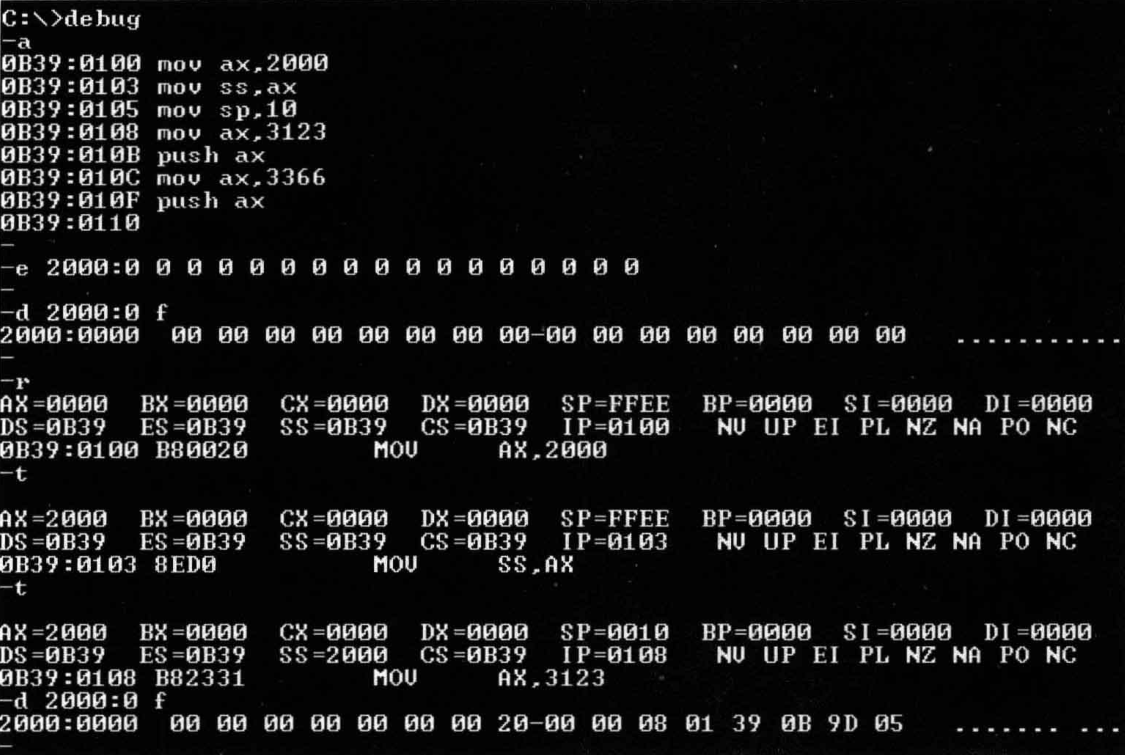 C:\>debug
-a
0B39:0100 mov ax,2000
0B39:0103 mov ss,ax
0B39:0105 mov sp,10
0B39:0108 mov ax,3123
0B39:010B push ax
0B39:010C mov ax,3366
0B39:010F push ax
0B39:0110
-
-e 2000:0 0 0 0 0 0 0 0 0 0 0 0 0 0 0 0 0
-
-d 2000:0 f
2000:0000 00 00 00 00 00 00 00 00-00 00 00 00 00 00 00 00 ...........
-
-r
AX=0000 BX=0000 CX=0000 DX=0000 SP=FFEE BP=0000 SI=0000 DI=0000
DS=0B39 ES=0B39 SS=0B39 CS=0B39 IP=0100 NV UP EI PL NZ NA PO NC
0B39:0100 B80020 MOV AX,2000
-t
AX=2000 BX=0000 CX=0000 DX=0000 SP=FFEE BP=0000 SI=0000 DI=0000
DS=0B39 ES=0B39 SS=0B39 CS=0B39 IP=0103 NV UP EI PL NZ NA PO NC
0B39:0103 8ED0 MOV SS,AX
-t
AX=2000 BX=0000 CX=0000 DX=0000 SP=0010 BP=0000 SI=0000 DI=0000
DS=0B39 ES=0B39 SS=2000 CS=0B39 IP=0108 NV UP EI PL NZ NA PO NC
0B39:0108 B82331 MOV AX,3123
-d 2000:0 f
2000:0000 00 00 00 00 00 00 00 20-00 00 08 01 39 0B 9D 05 ....... ...
-